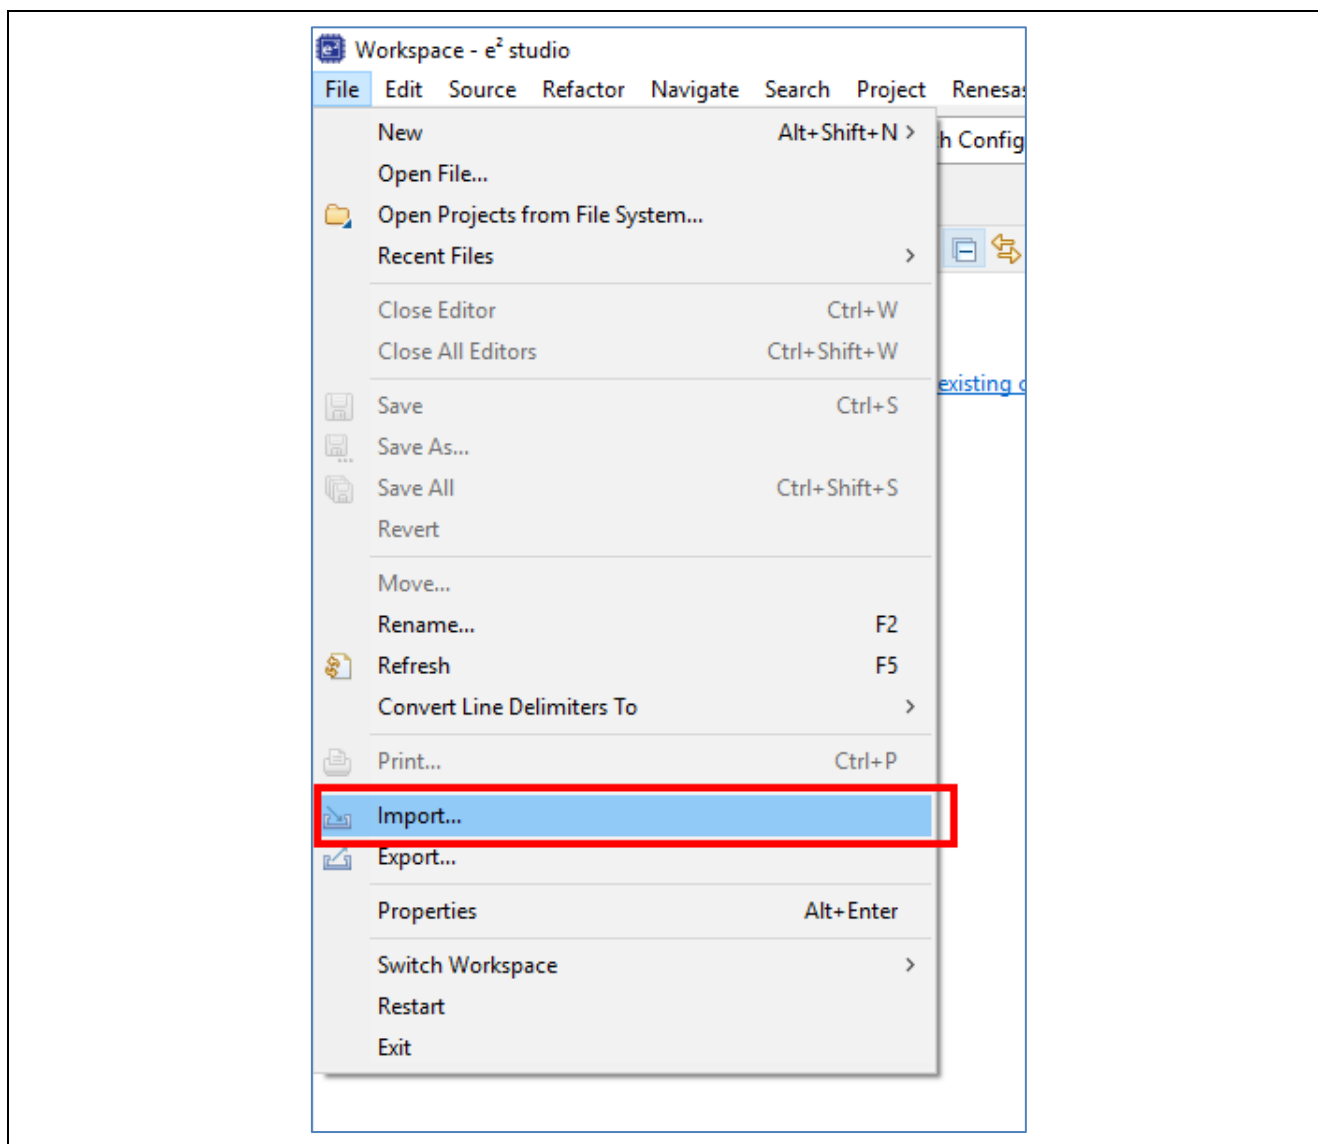 Workspace - e² studio
File Edit Source Refactor Navigate Search Project
New Alt+Shift+N >
Config
Open File...
Open Projects from File System...
Recent Files >
Close Editor Ctrl+W
Close All Editors Ctrl+Shift+W
existing
Save Ctrl+S
Save As...
Save All Ctrl+Shift+S
Revert
Move...
Rename... F2
Refresh F5
Convert Line Delimiters To >
Print... Ctrl+P
Import...
Export...
Properties Alt+Enter
Switch Workspace >
Restart
Exit